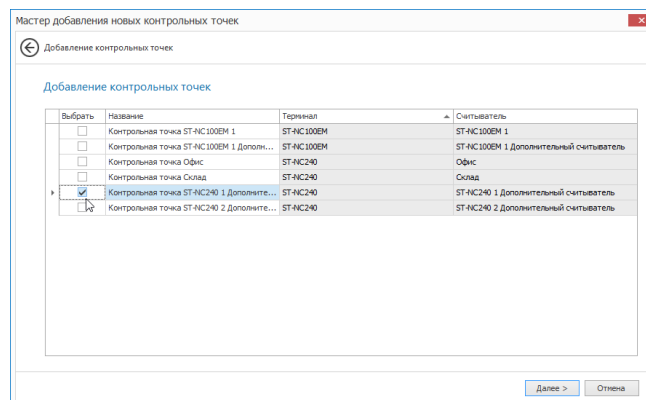 Мастер добавления новых контрольных точек
Добавление контрольных точек
Добавление контрольных точек
Выбрать Название Терминал Считыватель
Контрольная точка ST-NC100EM 1 ST-NC100EM ST-NC100EM 1
Контрольная точка ST-NC100EM 1 Дополн... ST-NC100EM ST-NC100EM 1 Дополнительный считыватель
Контрольная точка Офис ST-NC240 Офис
Контрольная точка Склад ST-NC240 Склад
Контрольная точка ST-NC240 1 Дополните... ST-NC240 ST-NC240 1 Дополнительный считыватель
Контрольная точка ST-NC240 2 Дополните... ST-NC240 ST-NC240 2 Дополнительный считыватель
Далее > Отмена